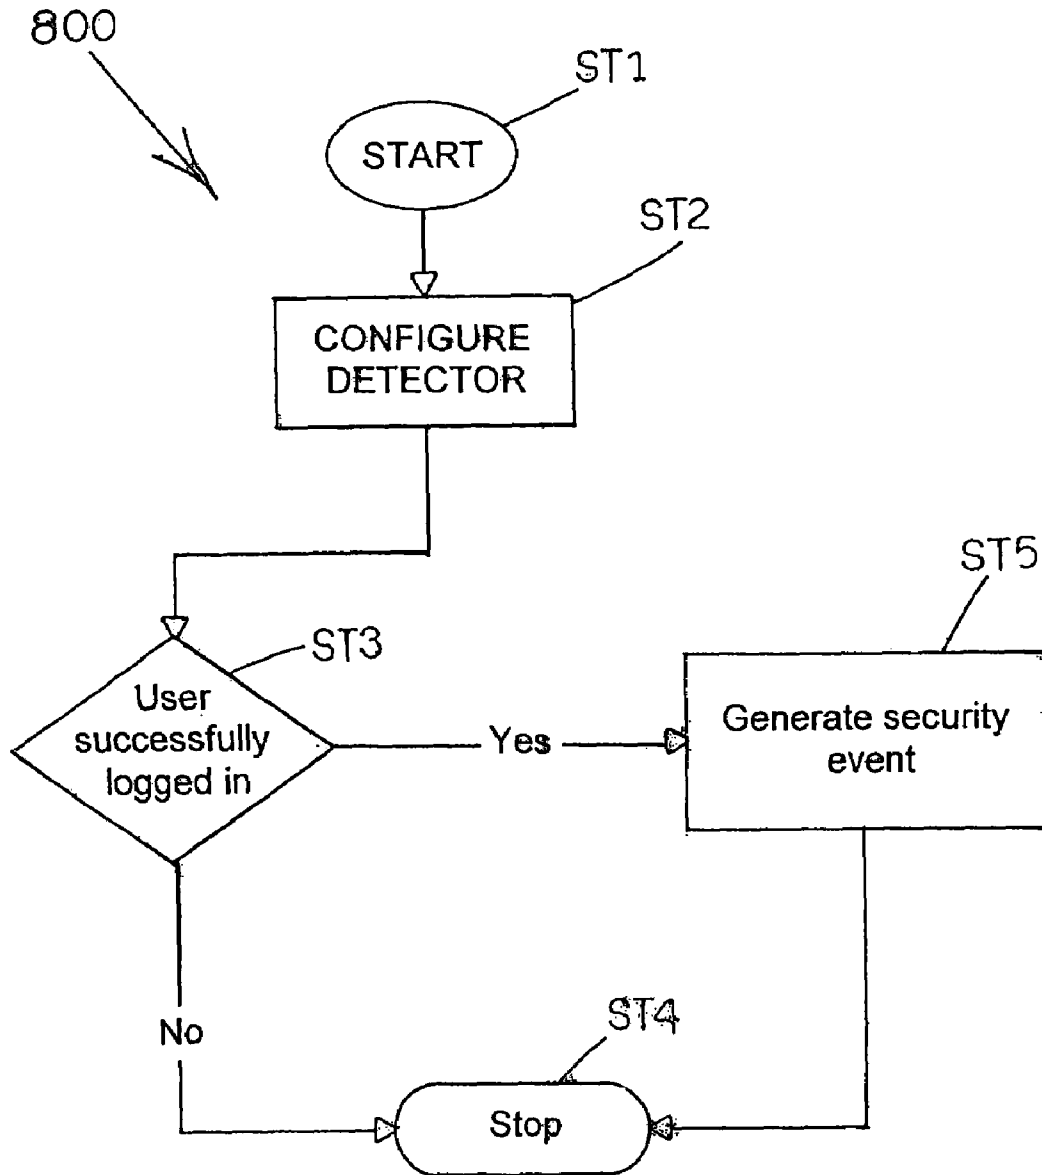 800
ST1
START
ST2
CONFIGURE
DETECTOR
ST3
User
successfully
logged in
Yes
ST5
Generate security
event
No
ST4
Stop